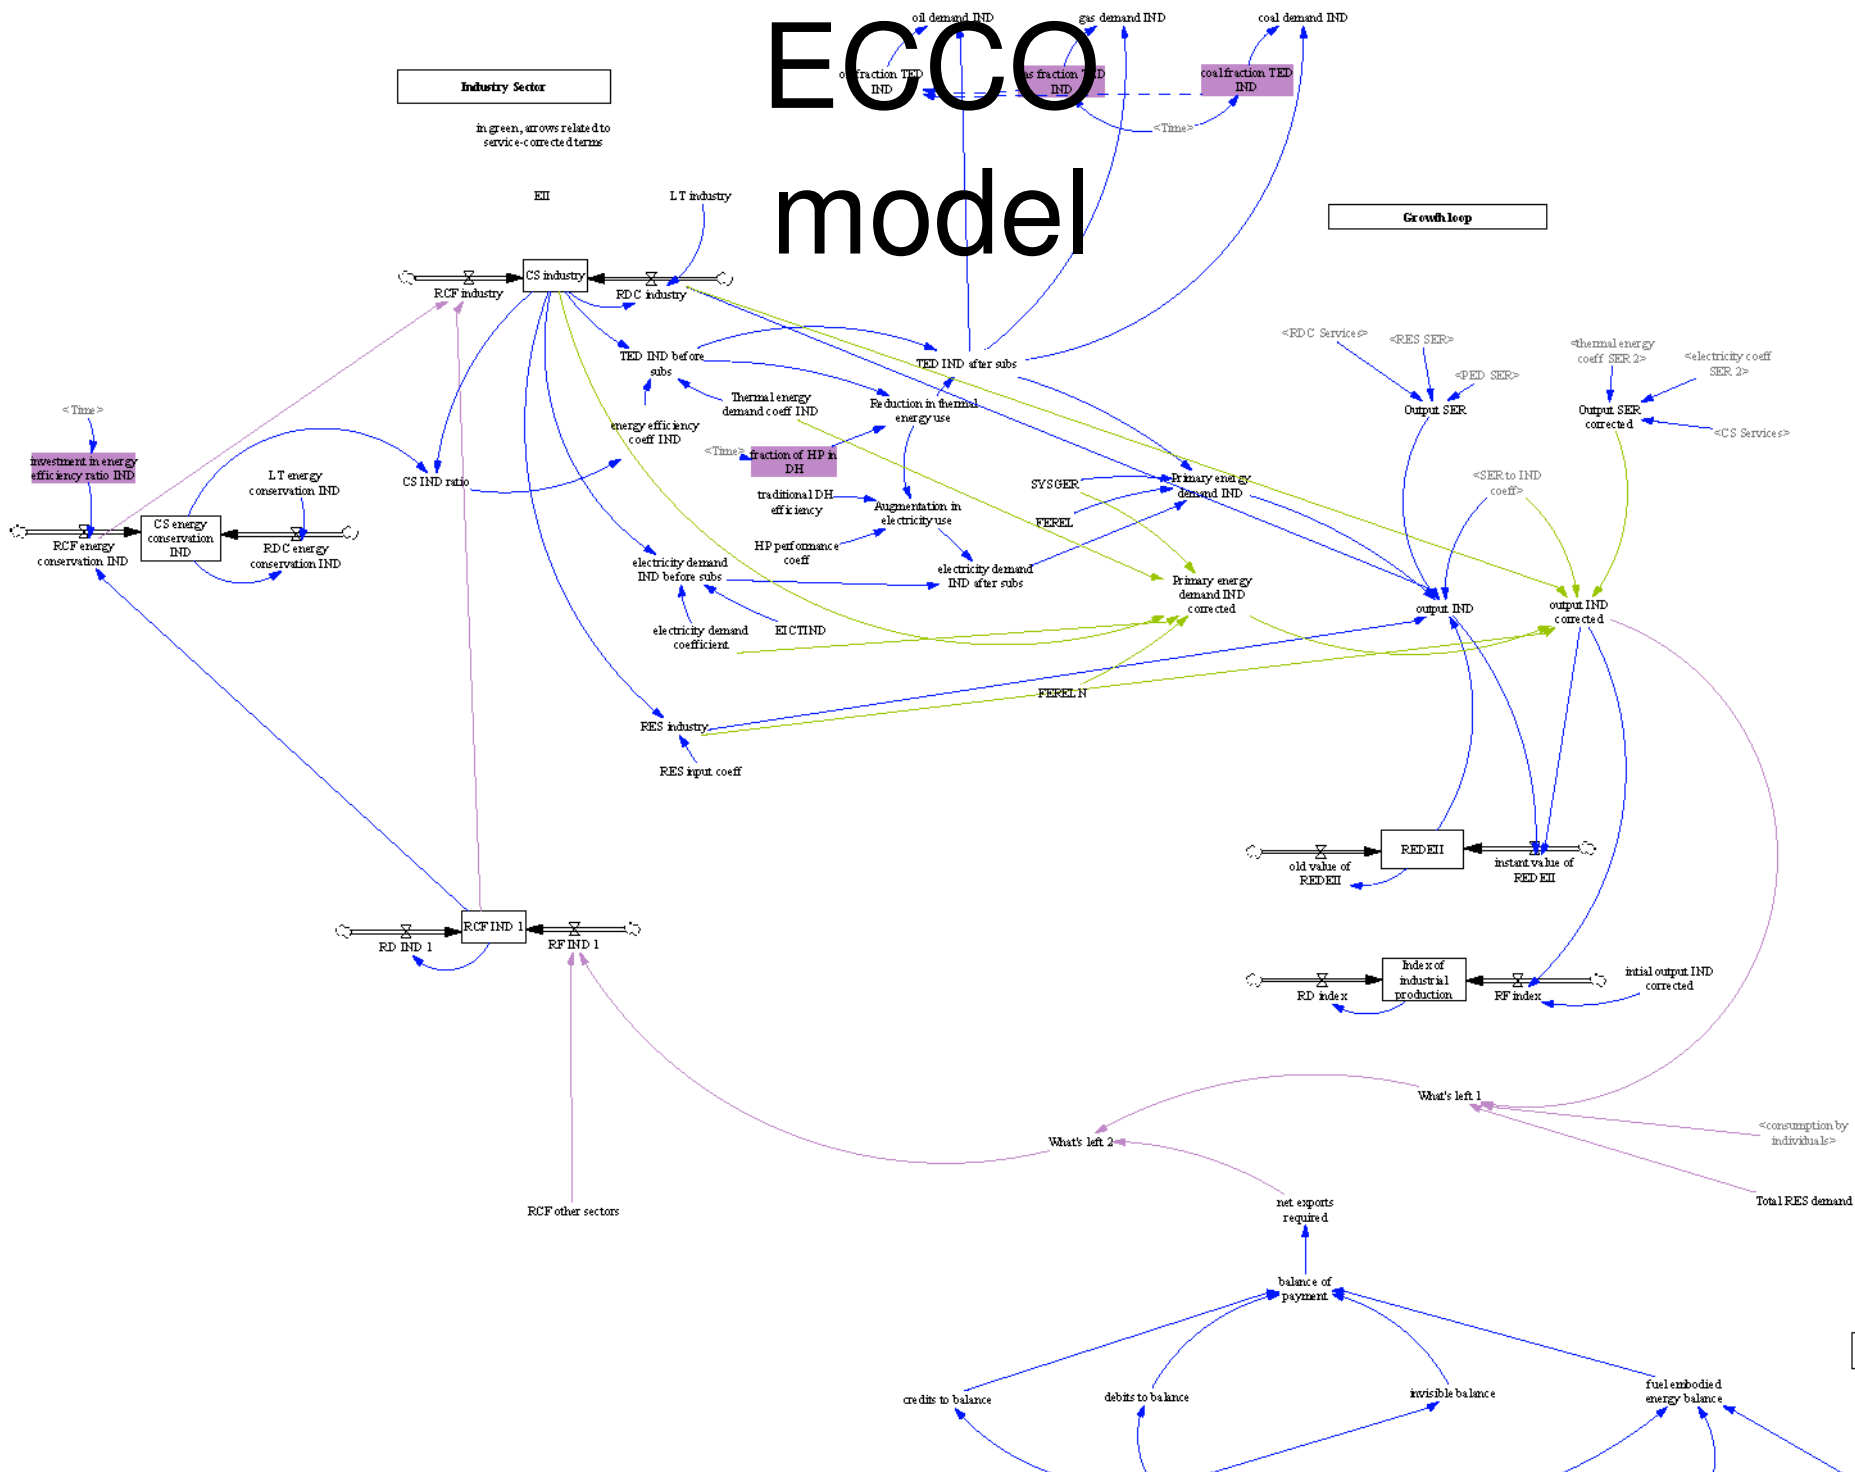 ECCO
model
oil demand IND
gas demand IND
coal demand IND
fraction TED
IND
as fraction TED
IND
coal fraction TED
IND
<Time>
Industry Sector
in green, arrows related to
service-corrected terms
EII
LT industry
Growth loop
CS industry
RCF industry
RDC industry
<RDC Services>
<RES SER>
<PED SER>
<thermal energy
coeff SER 2>
<electricity coeff
SER 2>
TED IND before
subs
TED IND after subs
Thermal energy
demand coeff IND
Reduction in thermal
energy use
Output SER
Output SER
corrected
<CS Services>
<Time>
energy efficiency
coeff IND
<Time>
fraction of HP in
DH
investment in energy
efficiency ratio IND
LT energy
conservation IND
CS IND ratio
SYSGER
Primary energy
demand IND
<SER to IND
coeff>
traditional DH
efficiency
Augmentation in
electricity use
FEREL
CS energy
conservation
IND
RCF energy
conservation IND
RDC energy
conservation IND
HP performance
coeff
electricity demand
IND before subs
electricity demand
IND after subs
Primary energy
demand IND
corrected
output IND
output IND
corrected
electricity demand
coefficient
EICTIND
FEREL N
RES industry
RES input coeff
REDEII
old value of
REDEII
instant value of
REDEII
RCF IND 1
RD IND 1
RF IND 1
Index of
industrial
production
RD index
RF index
intial output IND
corrected
What's left 1
<consumption by
individuals>
What's left 2
Total RES demand
RCF other sectors
net exports
required
balance of
payment
credits to balance
debits to balance
invisible balance
fuel embodied
energy balance